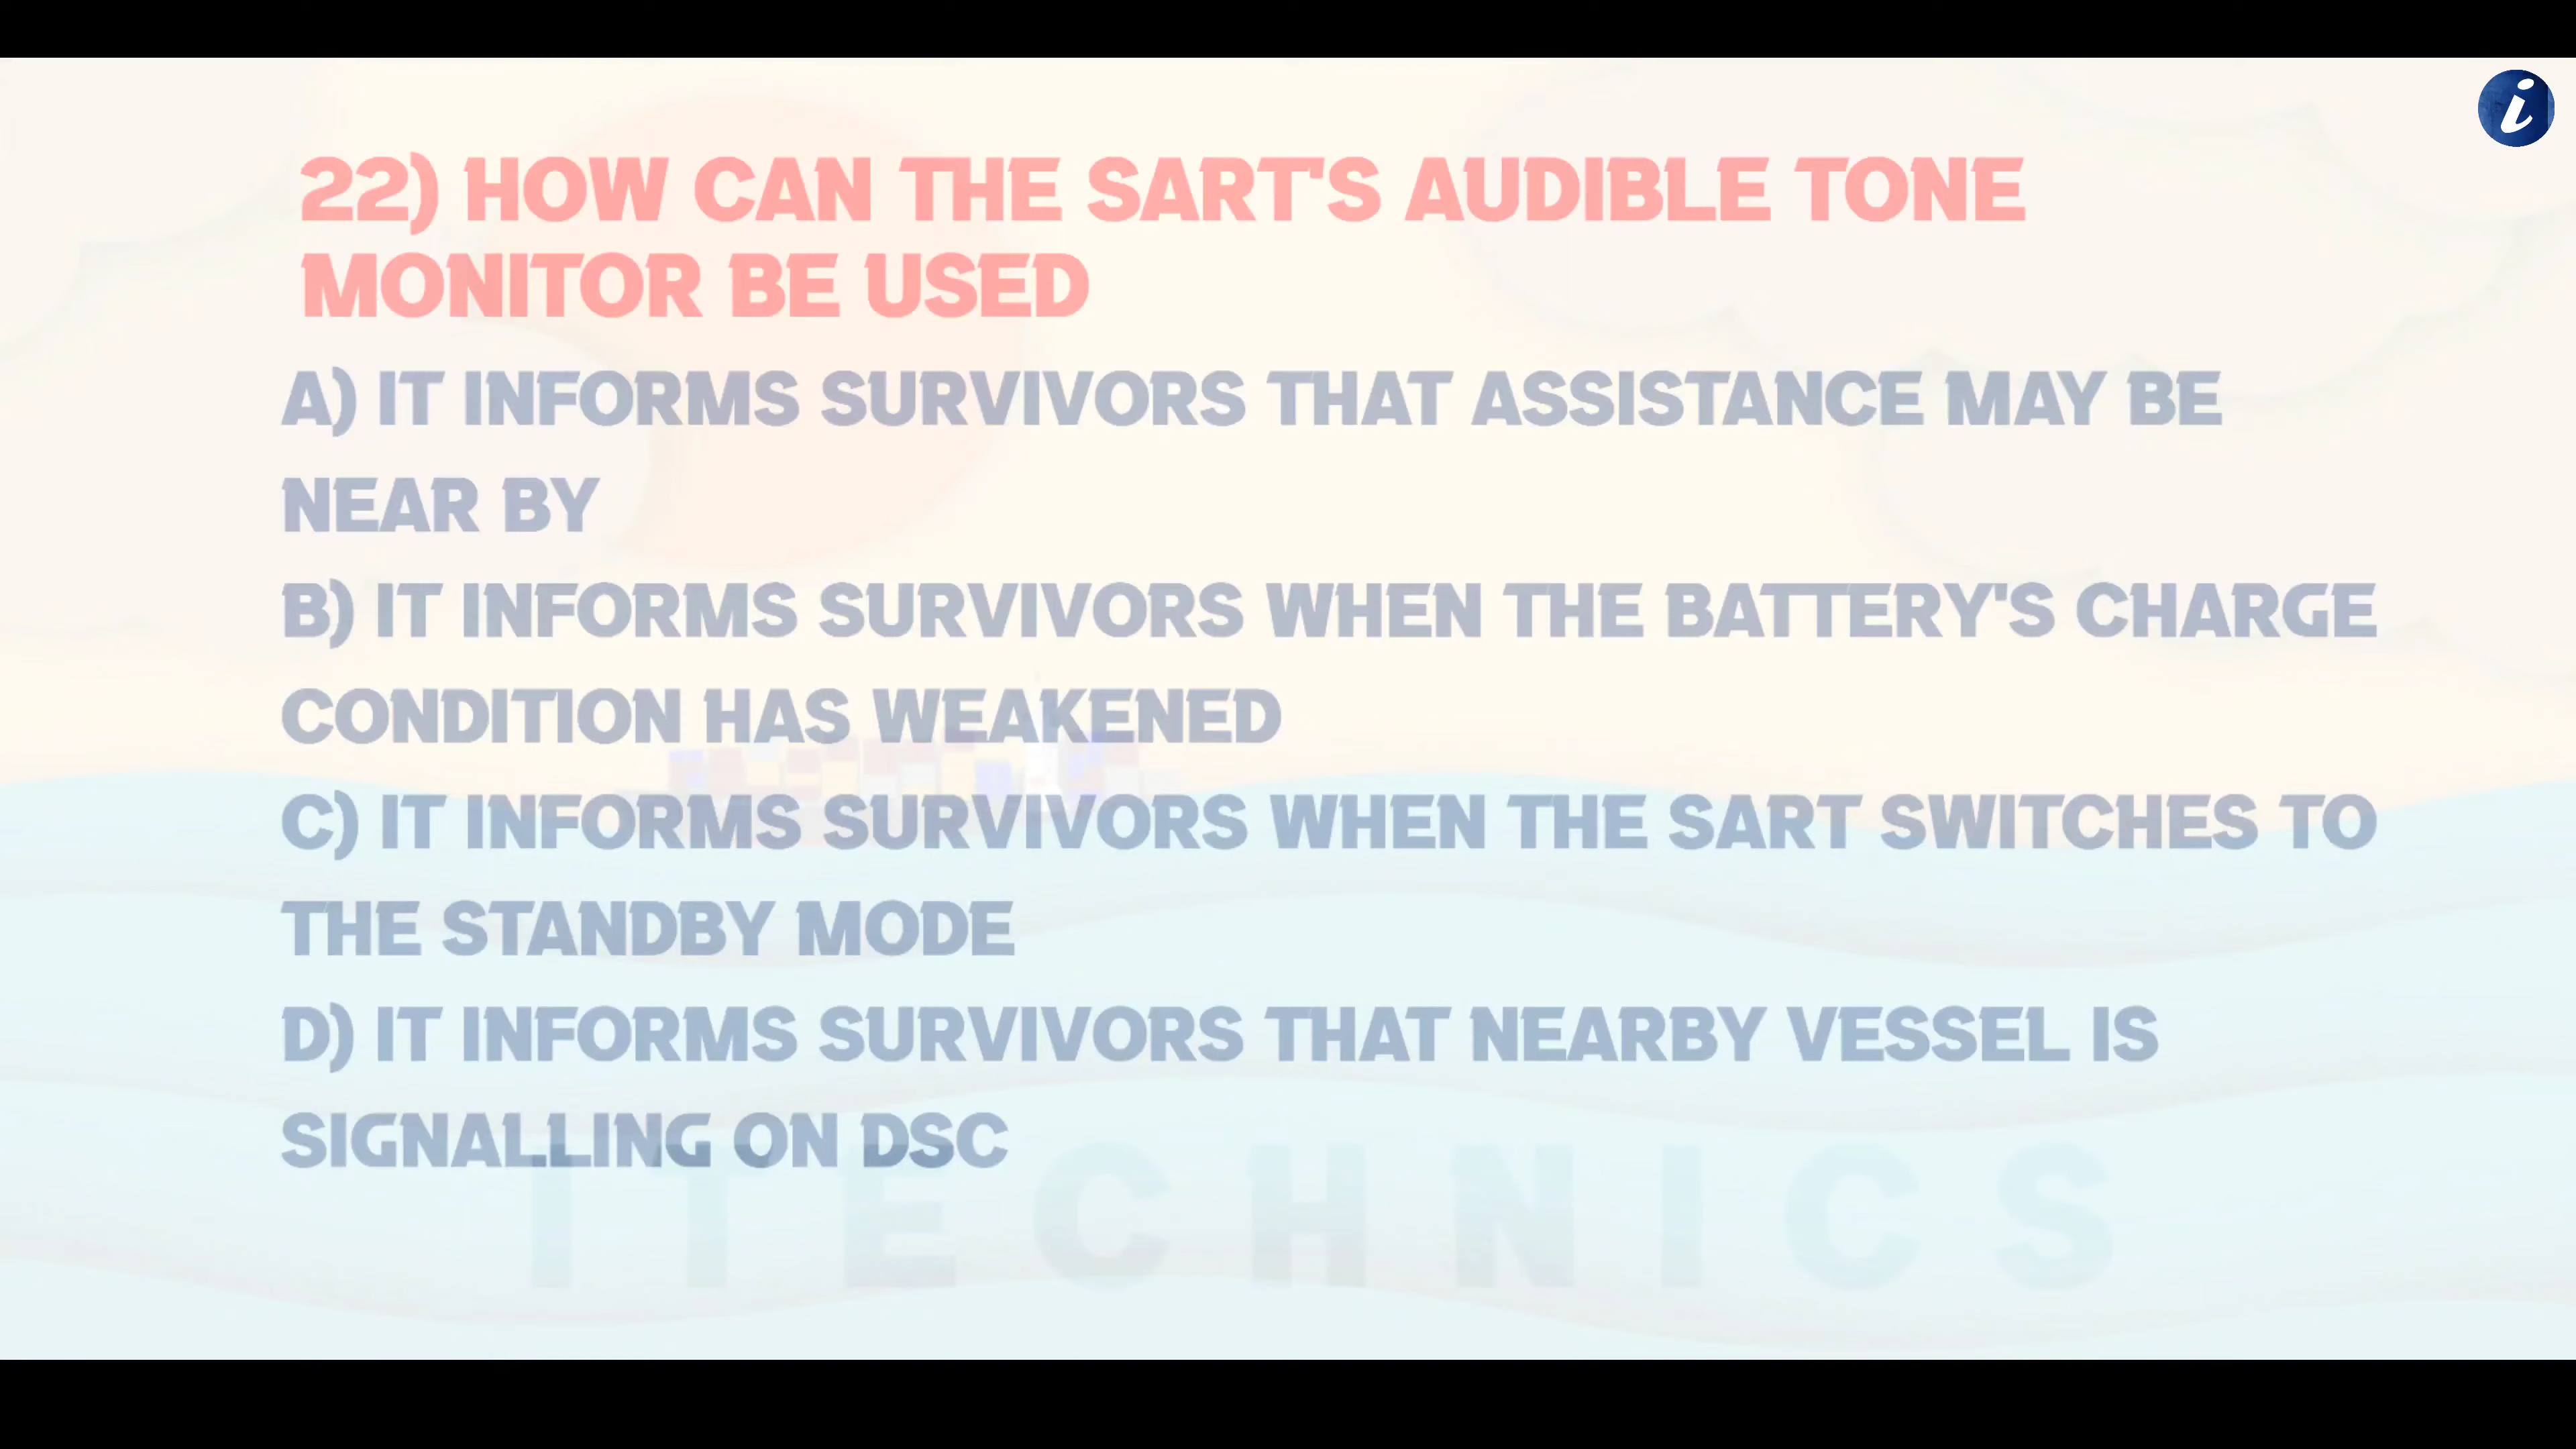 i
22) HOW CAN THE SART'S AUDIBLE TONE
MONITOR BE USED
A) IT INFORMS SURVIVORS THAT ASSISTANCE MAY BE
NEAR BY
B) IT INFORMS SURVIVORS WHEN THE BATTERY'S CHARGE
CONDITION HAS WEAKENED
C) IT INFORMS SURVIVORS WHEN THE SART SWITCHES TO
THE STANDBY MODE
D) IT INFORMS SURVIVORS THAT NEARBY VESSEL IS
SIGNALLING ON DSC
ITECHNICS